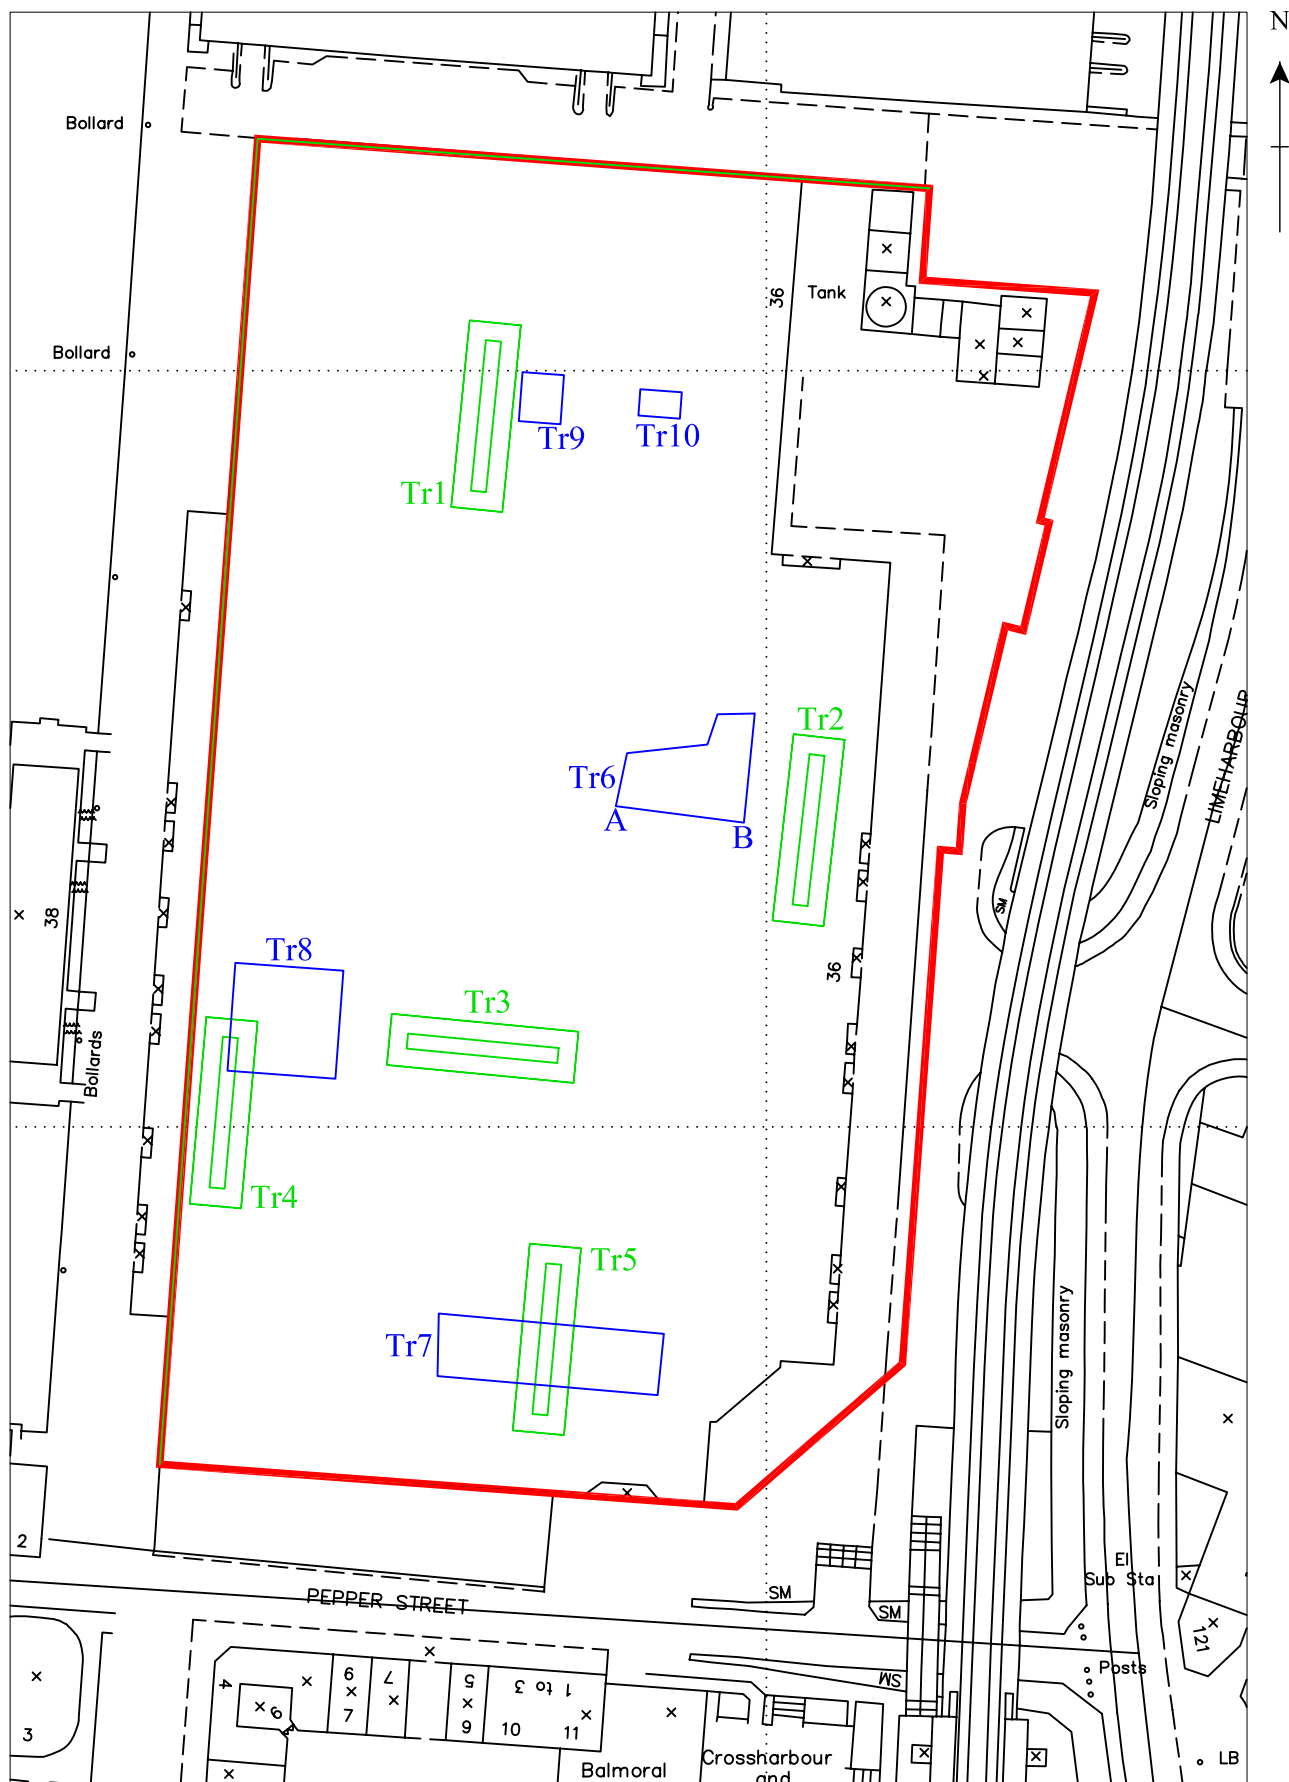 N
Bollard
36
Tank
Bollard
Tr9
Tr10
Tr1
Sloping masonry
LIMEHARBOUR
Tr2
Tr6
A
B
SM
38
Tr8
36
Tr3
Bollards
Tr4
Tr5
Sloping masonry
Tr7
2
El
Sub Sta
SM
PEPPER STREET
SM
121
SM
Posts
4
9
7
5
1 to 3
6
7
6
10
11
3
LB
Balmoral
Crossharbour
and